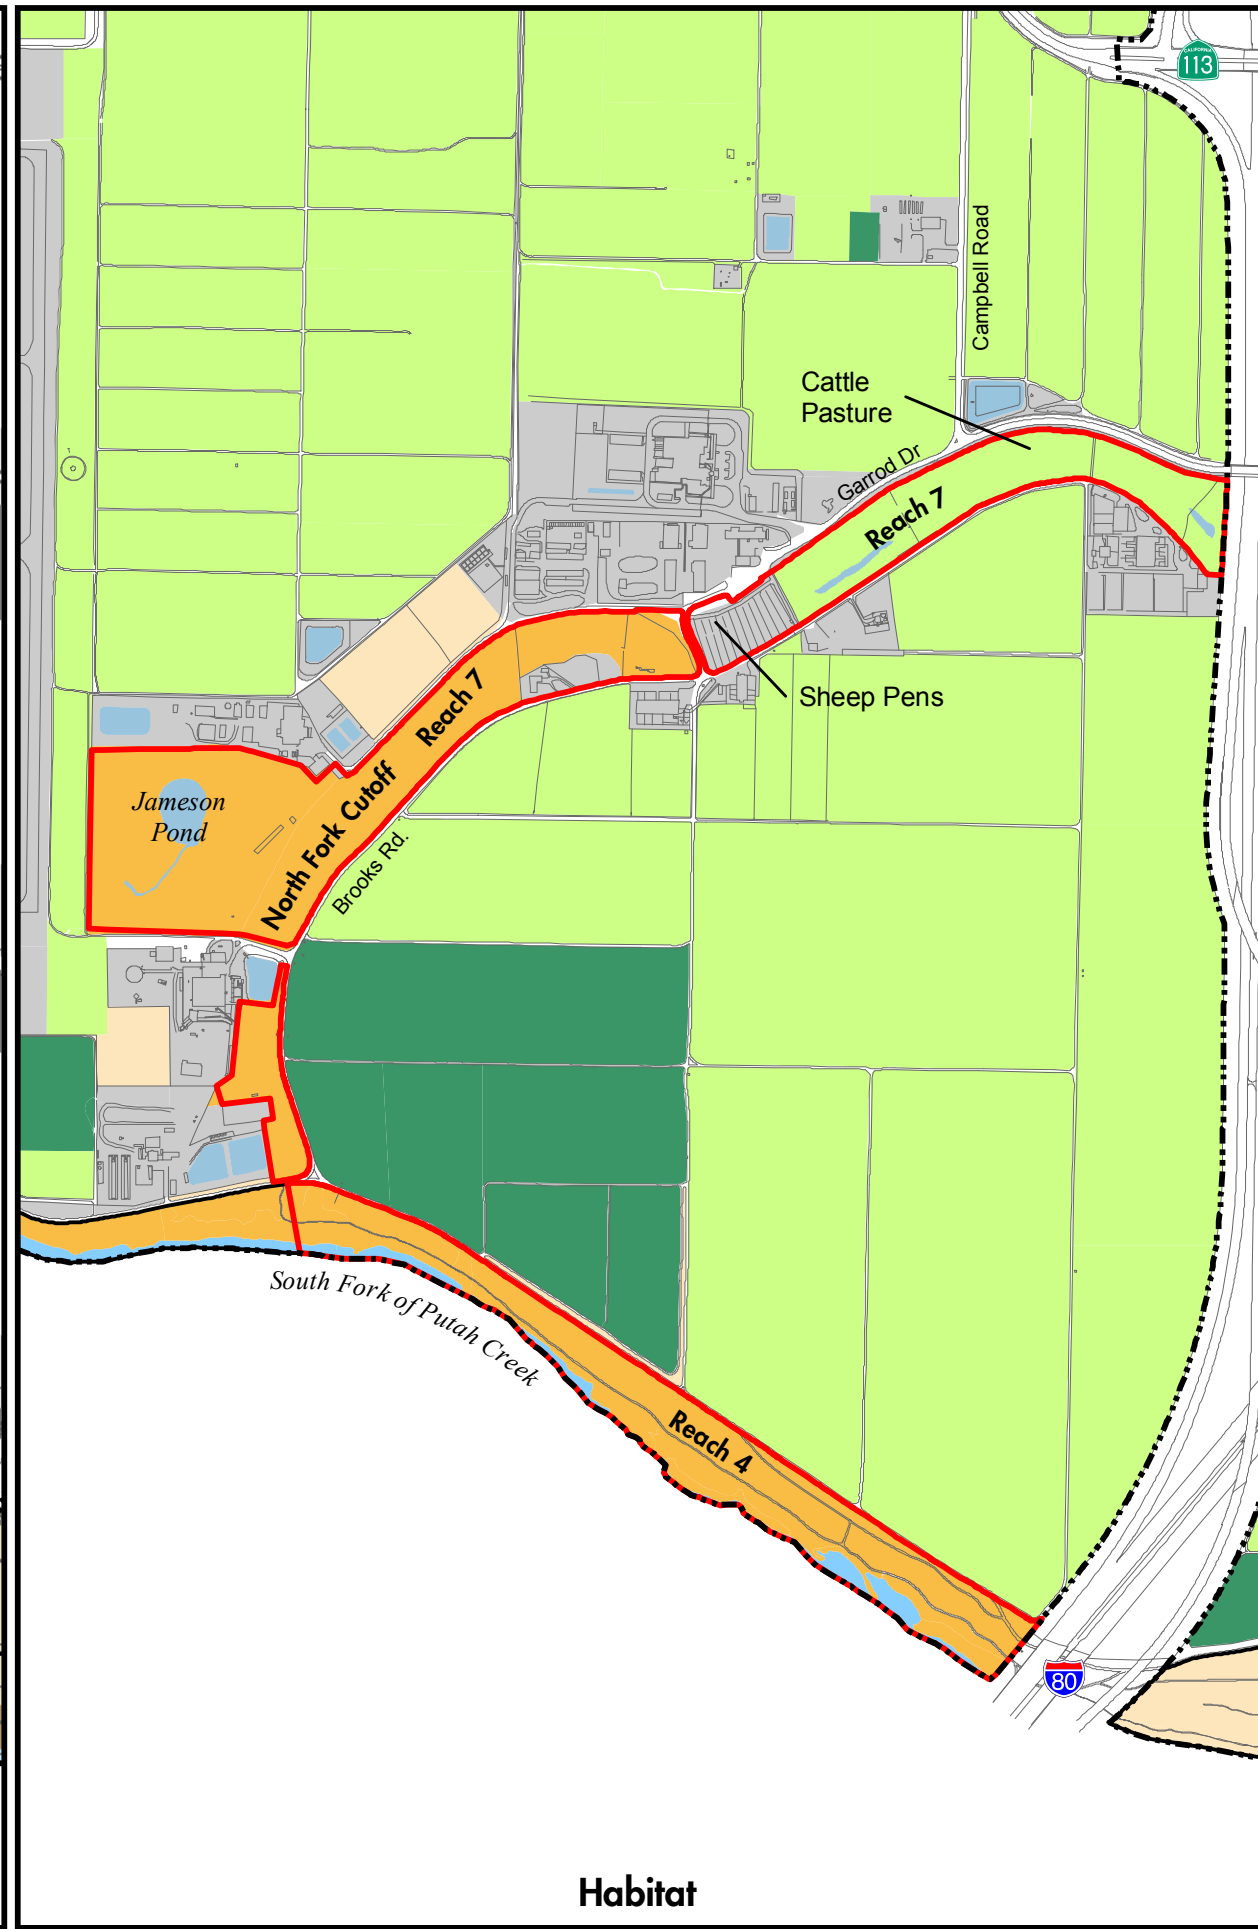 CALIFORNIA
113
Campbell Road
Cattle
Pasture
Garrod Dr
Reach 7
Sheep Pens
Reach 7
Jameson
Pond
North Fork Cutoff
Brooks Rd.
South Fork of Putah Creek
Reach 4
80
Habitat